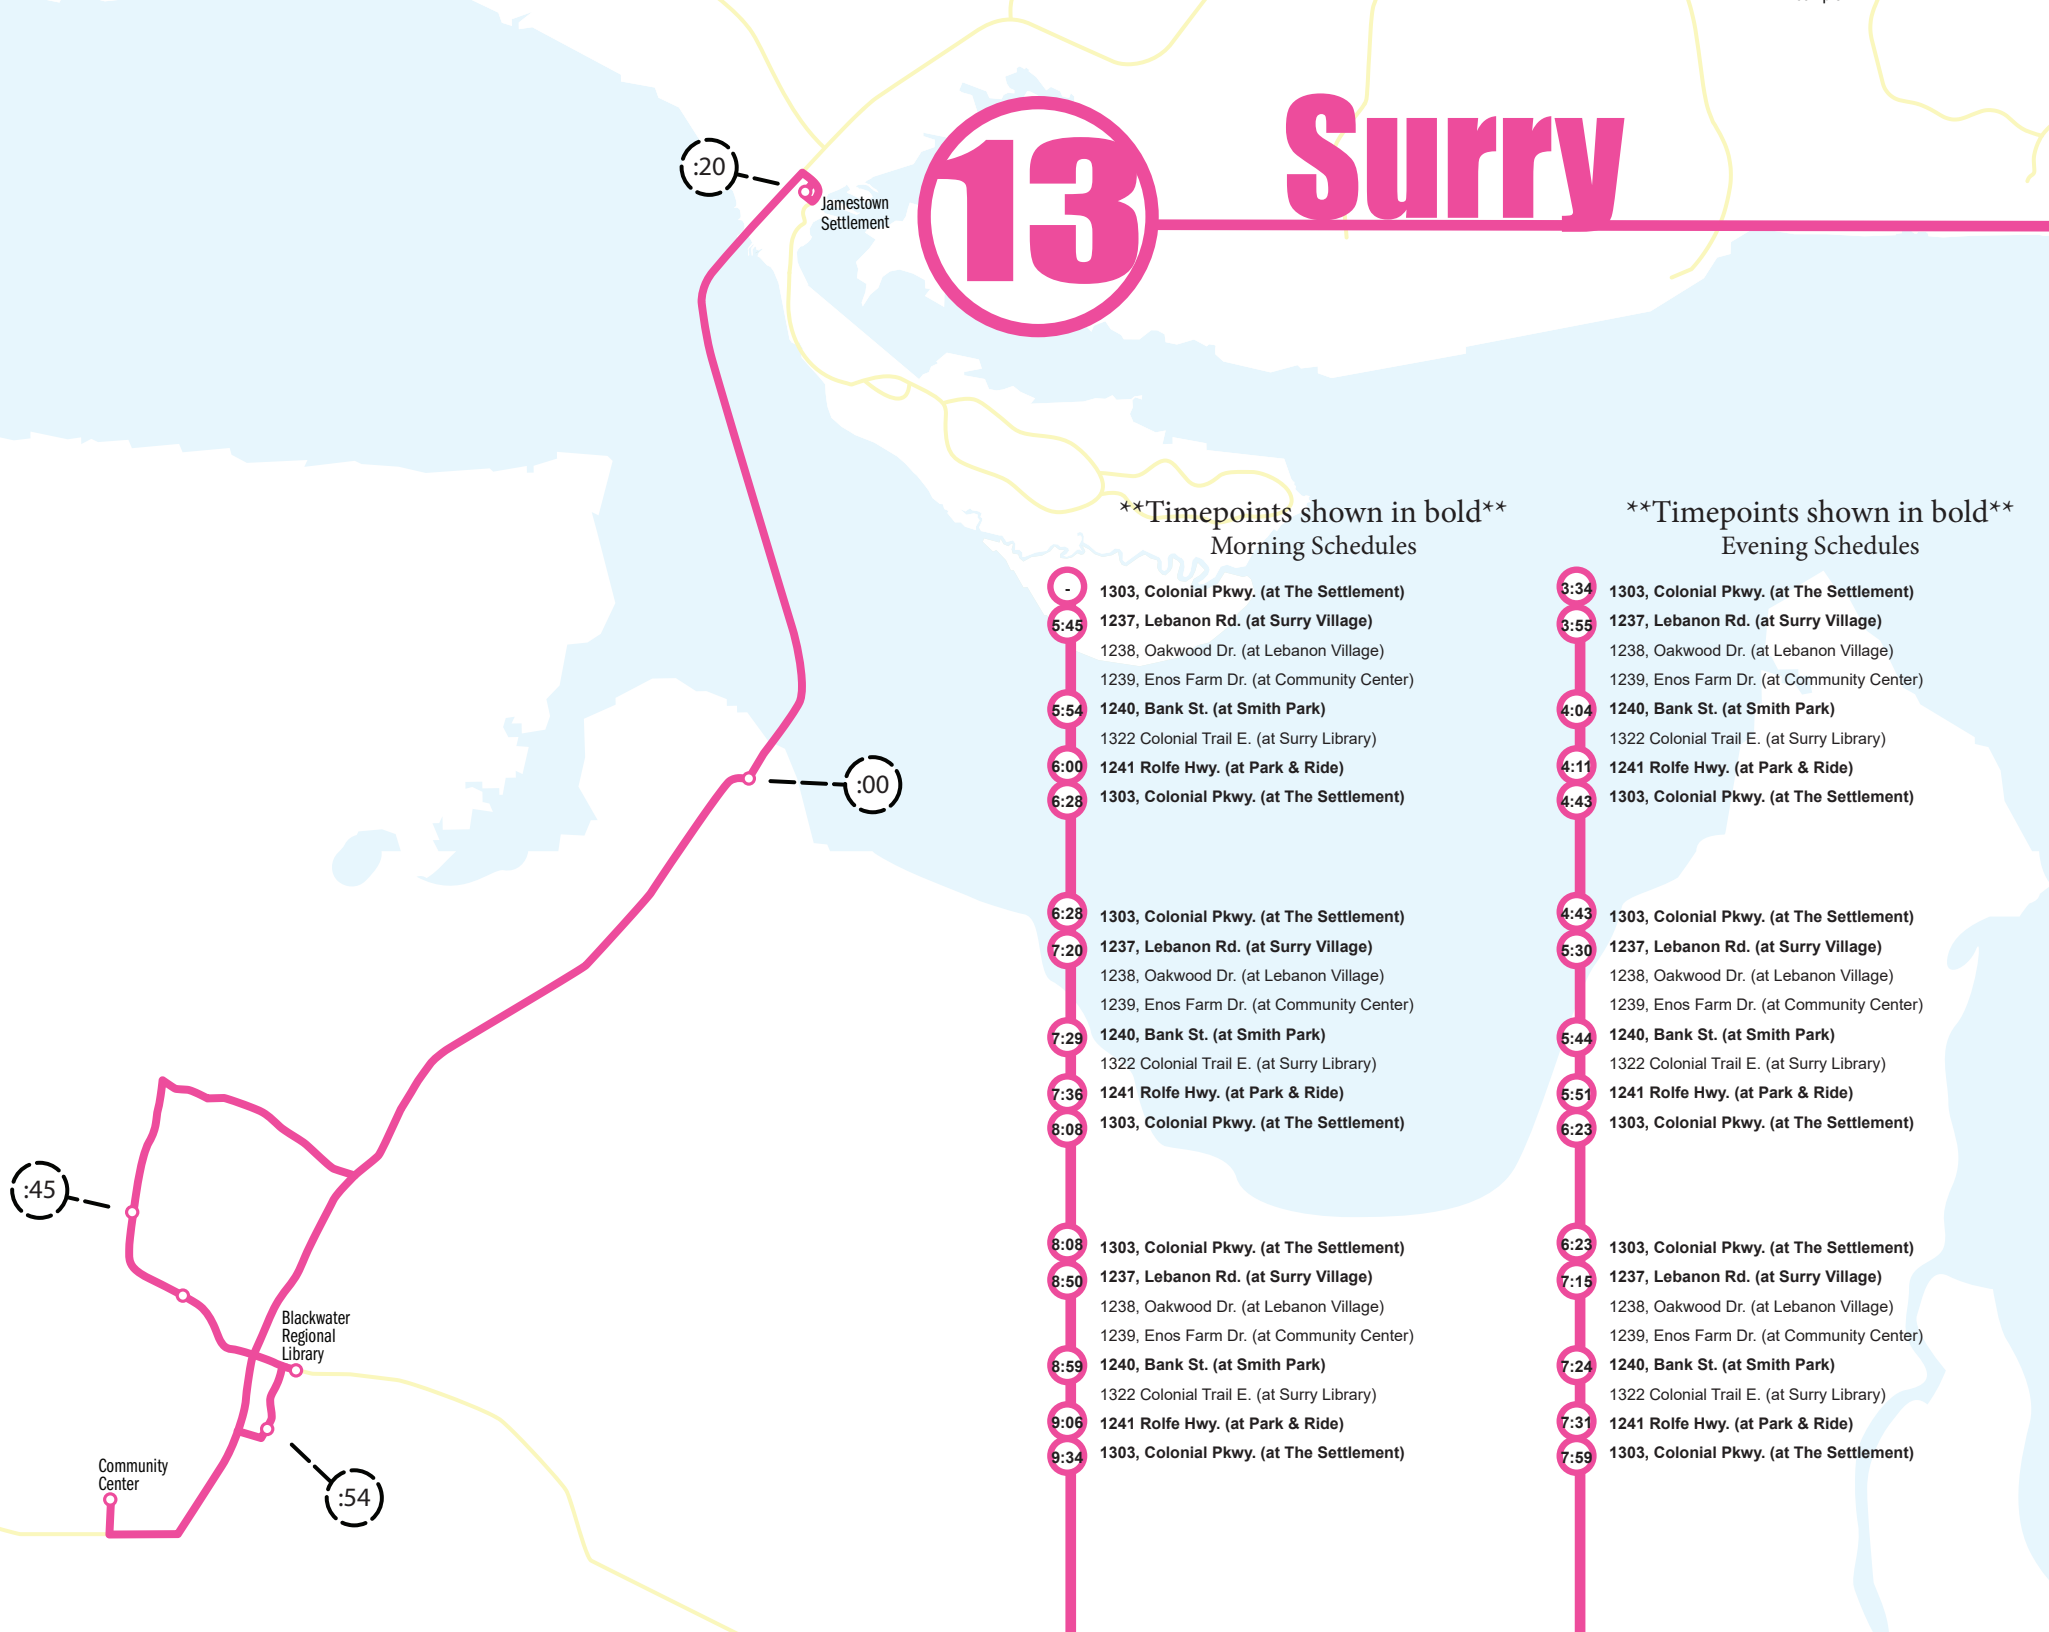 :20
Jamestown
Settlement
13
Surry
:00
:45
Blackwater
Regional
Library
Community
Center
:54
**Timepoints shown in bold**
Morning Schedules
- 1303, Colonial Pkwy. (at The Settlement)
5:45 1237, Lebanon Rd. (at Surry Village)
1238, Oakwood Dr. (at Lebanon Village)
1239, Enos Farm Dr. (at Community Center)
5:54 1240, Bank St. (at Smith Park)
1322 Colonial Trail E. (at Surry Library)
6:00 1241 Rolfe Hwy. (at Park & Ride)
6:28 1303, Colonial Pkwy. (at The Settlement)
6:28 1303, Colonial Pkwy. (at The Settlement)
7:20 1237, Lebanon Rd. (at Surry Village)
1238, Oakwood Dr. (at Lebanon Village)
1239, Enos Farm Dr. (at Community Center)
7:29 1240, Bank St. (at Smith Park)
1322 Colonial Trail E. (at Surry Library)
7:36 1241 Rolfe Hwy. (at Park & Ride)
8:08 1303, Colonial Pkwy. (at The Settlement)
8:08 1303, Colonial Pkwy. (at The Settlement)
8:50 1237, Lebanon Rd. (at Surry Village)
1238, Oakwood Dr. (at Lebanon Village)
1239, Enos Farm Dr. (at Community Center)
8:59 1240, Bank St. (at Smith Park)
1322 Colonial Trail E. (at Surry Library)
9:06 1241 Rolfe Hwy. (at Park & Ride)
9:34 1303, Colonial Pkwy. (at The Settlement)
**Timepoints shown in bold**
Evening Schedules
3:34 1303, Colonial Pkwy. (at The Settlement)
3:55 1237, Lebanon Rd. (at Surry Village)
1238, Oakwood Dr. (at Lebanon Village)
1239, Enos Farm Dr. (at Community Center)
4:04 1240, Bank St. (at Smith Park)
1322 Colonial Trail E. (at Surry Library)
4:11 1241 Rolfe Hwy. (at Park & Ride)
4:43 1303, Colonial Pkwy. (at The Settlement)
4:43 1303, Colonial Pkwy. (at The Settlement)
5:30 1237, Lebanon Rd. (at Surry Village)
1238, Oakwood Dr. (at Lebanon Village)
1239, Enos Farm Dr. (at Community Center)
5:44 1240, Bank St. (at Smith Park)
1322 Colonial Trail E. (at Surry Library)
5:51 1241 Rolfe Hwy. (at Park & Ride)
6:23 1303, Colonial Pkwy. (at The Settlement)
6:23 1303, Colonial Pkwy. (at The Settlement)
7:15 1237, Lebanon Rd. (at Surry Village)
1238, Oakwood Dr. (at Lebanon Village)
1239, Enos Farm Dr. (at Community Center)
7:24 1240, Bank St. (at Smith Park)
1322 Colonial Trail E. (at Surry Library)
7:31 1241 Rolfe Hwy. (at Park & Ride)
7:59 1303, Colonial Pkwy. (at The Settlement)